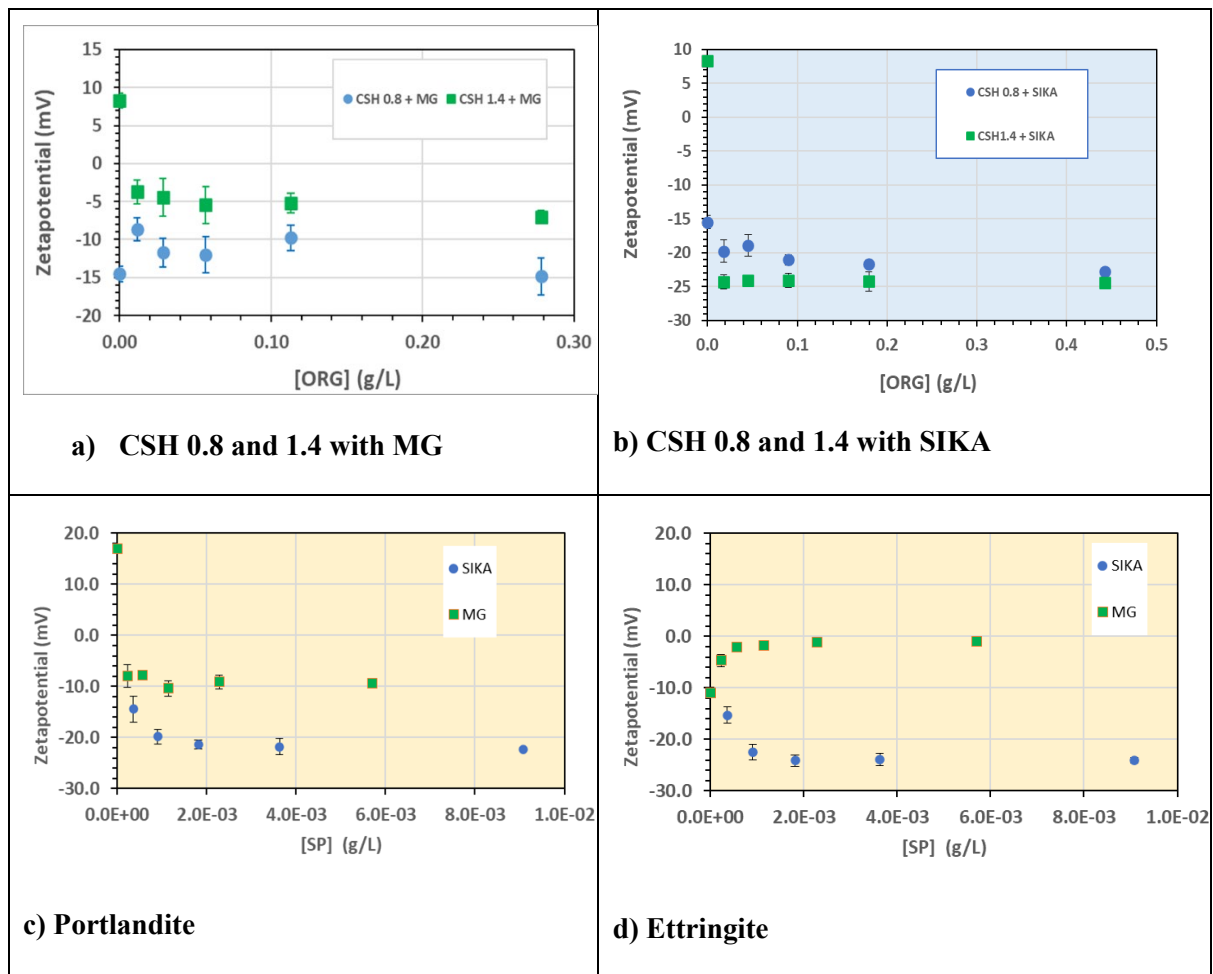 15
10
5
0
-5
-10
-15
-20
Zetapotential (mV)
CSH 0.8 + MG CSH 1.4 + MG
0.00 0.10 0.20 0.30
[ORG] (g/L)
a) CSH 0.8 and 1.4 with MG
10
5
0
-5
-10
-15
-20
-25
-30
Zetapotential (mV)
CSH 0.8 + SIKA
CSH1.4 + SIKA
0.0 0.1 0.2 0.3 0.4 0.5
[ORG] (g/L)
b) CSH 0.8 and 1.4 with SIKA
20.0
10.0
0.0
-10.0
-20.0
-30.0
Zetapotential (mV)
SIKA
MG
0.0E+00 2.0E-03 4.0E-03 6.0E-03 8.0E-03 1.0E-02
[SP] (g/L)
c) Portlandite
20.0
10.0
0.0
-10.0
-20.0
-30.0
Zetapotential (mV)
SIKA
MG
0.0E+00 2.0E-03 4.0E-03 6.0E-03 8.0E-03 1.0E-02
[SP] (g/L)
d) Ettringite